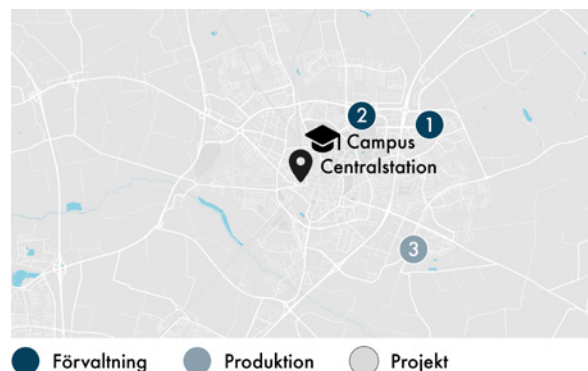 2
1
Campus
Centralstation
3
Förvaltning
Produktion
Projekt